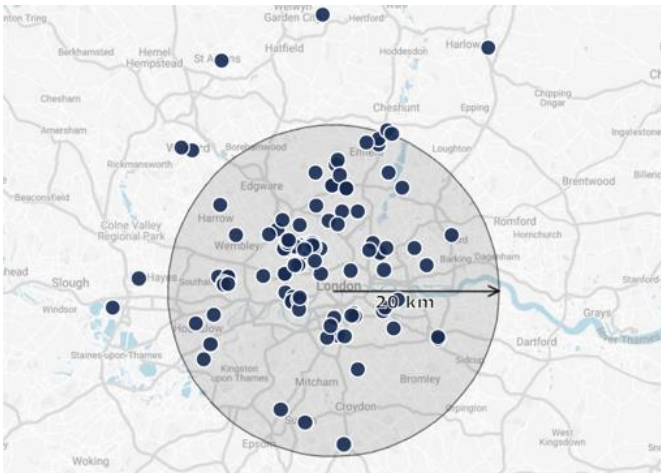 Welwyn
Garden City
Hertford
nton Tring
Berkhamsted
Hemel
Hempstead
St Albans
Hatfield
Hoddesdon
Harlow
Chesham
Cheshunt
Epping
Chipping
Ongar
Amersham
Borehamwood
Enfield
Loughton
Ingatestone
Rickmansworth
Brentwood
Beaconsfield
Edgware
Colne Valley
Regional Park
Harrow
Wembley
Romford
Hornchurch
Barking
Dagenham
head
Slough
Hayes
Southall
London
20 km
Windsor
Grays
Staines-upon-Thames
Kingston
upon Thames
Mitcham
Bromley
Sidcup
Dartford
Croydon
Orpington
Epsom
West
Kingsdown
Woking